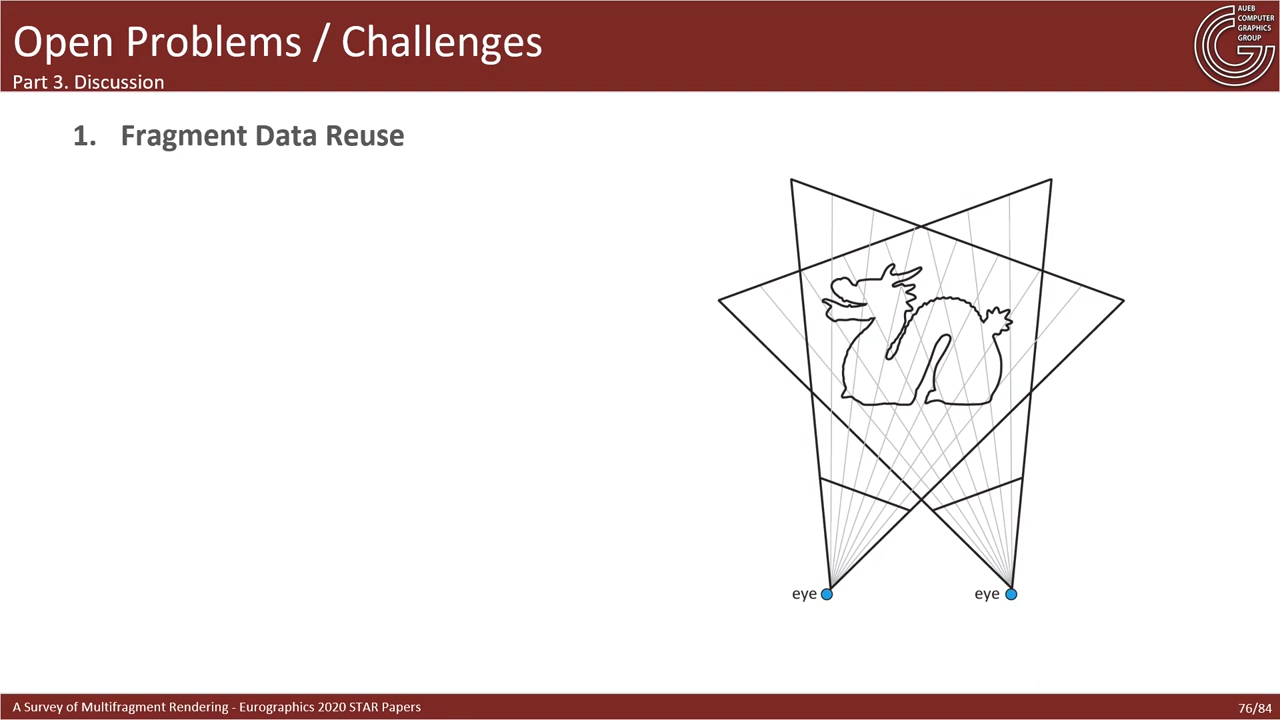 Open Problems / Challenges
Part 3. Discussion
AUEB
COMPUTER
GRAPHICS
GROUP
1. Fragment Data Reuse
eye
eye
A Survey of Multifragment Rendering - Eurographics 2020 STAR Papers
76/84